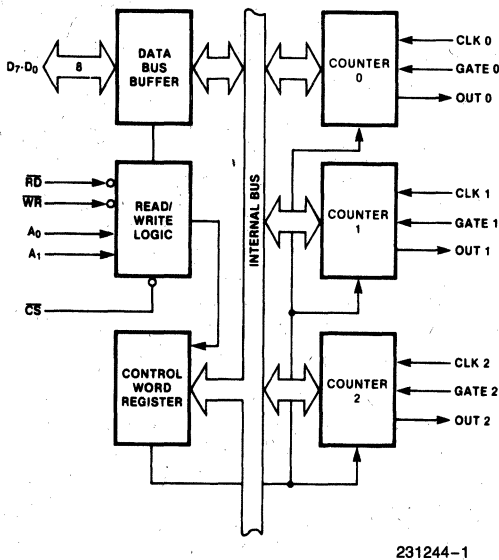 D7-D0
8
DATA
BUS
BUFFER
RD
WR
A0
A1
CS
READ/
WRITE
LOGIC
CONTROL
WORD
REGISTER
INTERNAL BUS
COUNTER
0
CLK 0
GATE 0
OUT 0
COUNTER
1
CLK 1
GATE 1
OUT 1
COUNTER
2
CLK 2
GATE 2
OUT 2
231244–1